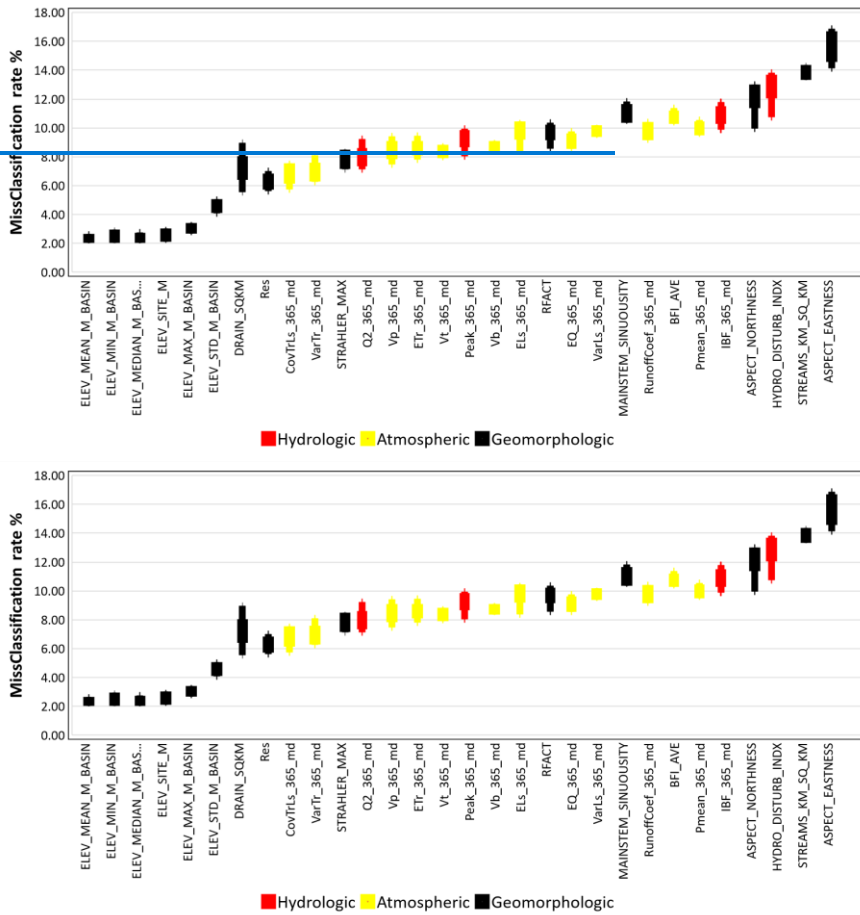 MissClassification rate %
18.00
16.00
14.00
12.00
10.00
8.00
6.00
4.00
2.00
0.00
ELEV_MEAN_M_BASIN
ELEV_MIN_M_BASIN
ELEV_MEDIAN_M_BAS...
ELEV_SITE_M
ELEV_MAX_M_BASIN
ELEV_STD_M_BASIN
DRAIN_SQKM
Res
CovTrLs_365_md
VarTr_365_md
STRAHLER_MAX
Q2_365_md
Vp_365_md
ETr_365_md
Vt_365_md
Peak_365_md
Vb_365_md
ELs_365_md
RFACT
EQ_365_md
VarLs_365_md
MAINSTEM_SINUOUSITY
RunoffCoef_365_md
BFI_AVE
Pmean_365_md
IBF_365_md
ASPECT_NORTHNESS
HYDRO_DISTURB_INDX
STREAMS_KM_SQ_KM
ASPECT_EASTNESS
Hydrologic Atmospheric Geomorphologic
MissClassification rate %
18.00
16.00
14.00
12.00
10.00
8.00
6.00
4.00
2.00
0.00
ELEV_MEAN_M_BASIN
ELEV_MIN_M_BASIN
ELEV_MEDIAN_M_BAS...
ELEV_SITE_M
ELEV_MAX_M_BASIN
ELEV_STD_M_BASIN
DRAIN_SQKM
Res
CovTrLs_365_md
VarTr_365_md
STRAHLER_MAX
Q2_365_md
Vp_365_md
ETr_365_md
Vt_365_md
Peak_365_md
Vb_365_md
ELs_365_md
RFACT
EQ_365_md
VarLs_365_md
MAINSTEM_SINUOUSITY
RunoffCoef_365_md
BFI_AVE
Pmean_365_md
IBF_365_md
ASPECT_NORTHNESS
HYDRO_DISTURB_INDX
STREAMS_KM_SQ_KM
ASPECT_EASTNESS
Hydrologic Atmospheric Geomorphologic